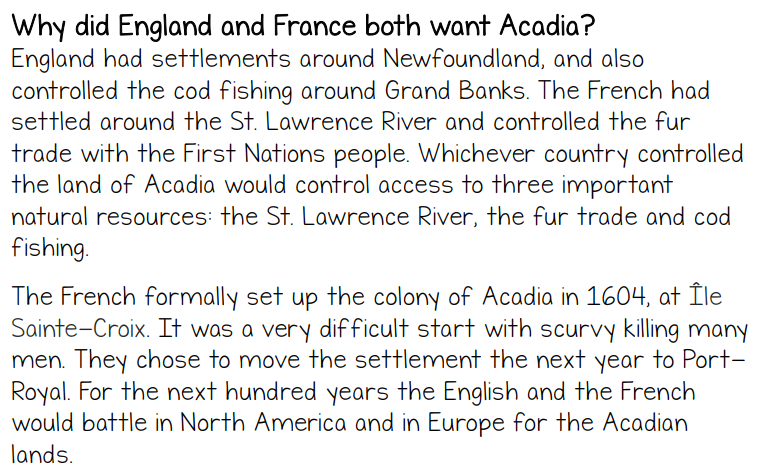 Why did England and France both want Acadia?
England had settlements around Newfoundland, and also
controlled the cod fishing around Grand Banks. The French had
settled around the St. Lawrence River and controlled the fur
trade with the First Nations people. Whichever country controlled
the land of Acadia would control access to three important
natural resources: the St. Lawrence River, the fur trade and cod
fishing.
The French formally set up the colony of Acadia in 1604, at Île
Sainte-Croix. It was a very difficult start with scurvy killing many
men. They chose to move the settlement the next year to Port-
Royal. For the next hundred years the English and the French
would battle in North America and in Europe for the Acadian
lands.